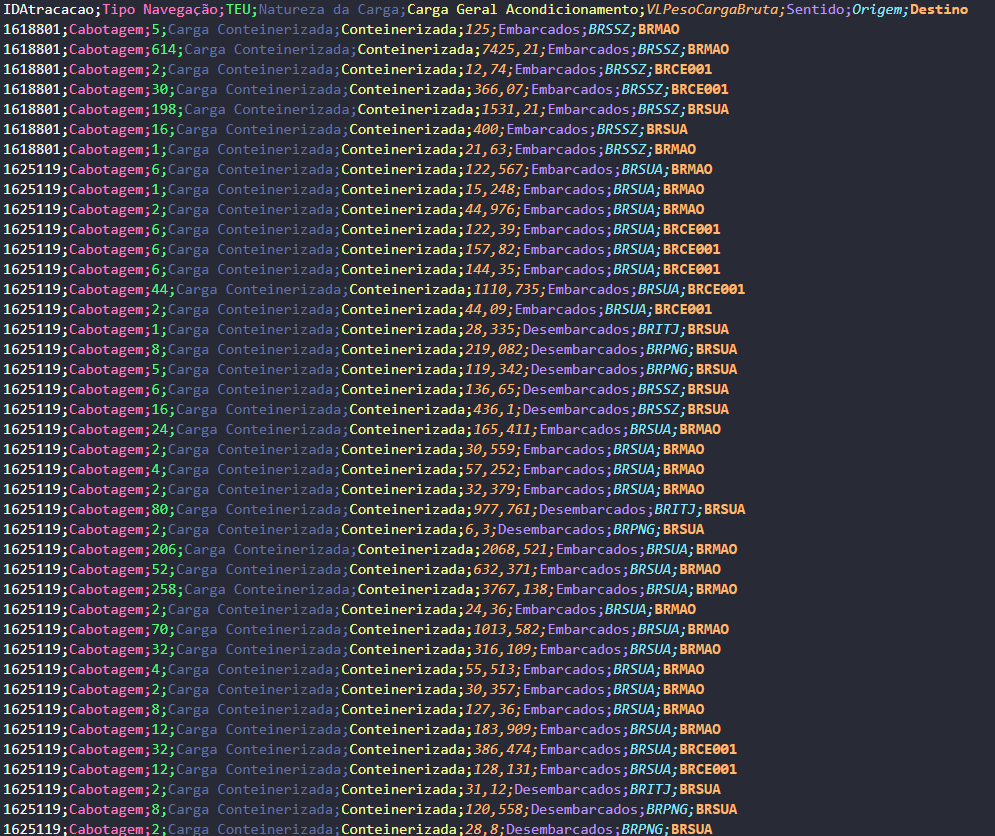 IDAtracacao;Tipo Navegação;TEU;Natureza da Carga;Carga Geral Acondicionamento;VLPesoCargaBruta;Sentido;Origem;Destino
1618801;Cabotagem;5;Carga Conteinerizada;Conteinerizada;125;Embarcados;BRSSZ;BRMAO
1618801;Cabotagem;614;Carga Conteinerizada;Conteinerizada;7425,21;Embarcados;BRSSZ;BRMAO
1618801;Cabotagem;2;Carga Conteinerizada;Conteinerizada;12,74;Embarcados;BRSSZ;BRCE001
1618801;Cabotagem;30;Carga Conteinerizada;Conteinerizada;366,07;Embarcados;BRSSZ;BRCE001
1618801;Cabotagem;198;Carga Conteinerizada;Conteinerizada;1531,21;Embarcados;BRSSZ;BRSUA
1618801;Cabotagem;16;Carga Conteinerizada;Conteinerizada;400;Embarcados;BRSSZ;BRSUA
1618801;Cabotagem;1;Carga Conteinerizada;Conteinerizada;21,63;Embarcados;BRSSZ;BRMAO
1625119;Cabotagem;6;Carga Conteinerizada;Conteinerizada;122,567;Embarcados;BRSUA;BRMAO
1625119;Cabotagem;1;Carga Conteinerizada;Conteinerizada;15,248;Embarcados;BRSUA;BRMAO
1625119;Cabotagem;2;Carga Conteinerizada;Conteinerizada;44,976;Embarcados;BRSUA;BRMAO
1625119;Cabotagem;6;Carga Conteinerizada;Conteinerizada;122,39;Embarcados;BRSUA;BRCE001
1625119;Cabotagem;6;Carga Conteinerizada;Conteinerizada;157,82;Embarcados;BRSUA;BRCE001
1625119;Cabotagem;6;Carga Conteinerizada;Conteinerizada;144,35;Embarcados;BRSUA;BRCE001
1625119;Cabotagem;44;Carga Conteinerizada;Conteinerizada;1110,735;Embarcados;BRSUA;BRCE001
1625119;Cabotagem;2;Carga Conteinerizada;Conteinerizada;44,09;Embarcados;BRSUA;BRCE001
1625119;Cabotagem;1;Carga Conteinerizada;Conteinerizada;28,335;Desembarcados;BRITJ;BRSUA
1625119;Cabotagem;8;Carga Conteinerizada;Conteinerizada;219,082;Desembarcados;BRPNG;BRSUA
1625119;Cabotagem;5;Carga Conteinerizada;Conteinerizada;119,342;Desembarcados;BRPNG;BRSUA
1625119;Cabotagem;6;Carga Conteinerizada;Conteinerizada;136,65;Desembarcados;BRSSZ;BRSUA
1625119;Cabotagem;16;Carga Conteinerizada;Conteinerizada;436,1;Desembarcados;BRSSZ;BRSUA
1625119;Cabotagem;24;Carga Conteinerizada;Conteinerizada;165,411;Embarcados;BRSUA;BRMAO
1625119;Cabotagem;2;Carga Conteinerizada;Conteinerizada;30,559;Embarcados;BRSUA;BRMAO
1625119;Cabotagem;4;Carga Conteinerizada;Conteinerizada;57,252;Embarcados;BRSUA;BRMAO
1625119;Cabotagem;2;Carga Conteinerizada;Conteinerizada;32,379;Embarcados;BRSUA;BRMAO
1625119;Cabotagem;80;Carga Conteinerizada;Conteinerizada;977,761;Desembarcados;BRITJ;BRSUA
1625119;Cabotagem;2;Carga Conteinerizada;Conteinerizada;6,3;Desembarcados;BRPNG;BRSUA
1625119;Cabotagem;206;Carga Conteinerizada;Conteinerizada;2068,521;Embarcados;BRSUA;BRMAO
1625119;Cabotagem;52;Carga Conteinerizada;Conteinerizada;632,371;Embarcados;BRSUA;BRMAO
1625119;Cabotagem;258;Carga Conteinerizada;Conteinerizada;3767,138;Embarcados;BRSUA;BRMAO
1625119;Cabotagem;2;Carga Conteinerizada;Conteinerizada;24,36;Embarcados;BRSUA;BRMAO
1625119;Cabotagem;70;Carga Conteinerizada;Conteinerizada;1013,582;Embarcados;BRSUA;BRMAO
1625119;Cabotagem;32;Carga Conteinerizada;Conteinerizada;316,109;Embarcados;BRSUA;BRMAO
1625119;Cabotagem;4;Carga Conteinerizada;Conteinerizada;55,513;Embarcados;BRSUA;BRMAO
1625119;Cabotagem;2;Carga Conteinerizada;Conteinerizada;30,357;Embarcados;BRSUA;BRMAO
1625119;Cabotagem;8;Carga Conteinerizada;Conteinerizada;127,36;Embarcados;BRSUA;BRMAO
1625119;Cabotagem;12;Carga Conteinerizada;Conteinerizada;183,909;Embarcados;BRSUA;BRMAO
1625119;Cabotagem;32;Carga Conteinerizada;Conteinerizada;386,474;Embarcados;BRSUA;BRCE001
1625119;Cabotagem;12;Carga Conteinerizada;Conteinerizada;128,131;Embarcados;BRSUA;BRCE001
1625119;Cabotagem;2;Carga Conteinerizada;Conteinerizada;31,12;Desembarcados;BRITJ;BRSUA
1625119;Cabotagem;8;Carga Conteinerizada;Conteinerizada;120,558;Desembarcados;BRPNG;BRSUA
1625119;Cabotagem;2;Carga Conteinerizada;Conteinerizada;28,8;Desembarcados;BRPNG;BRSUA